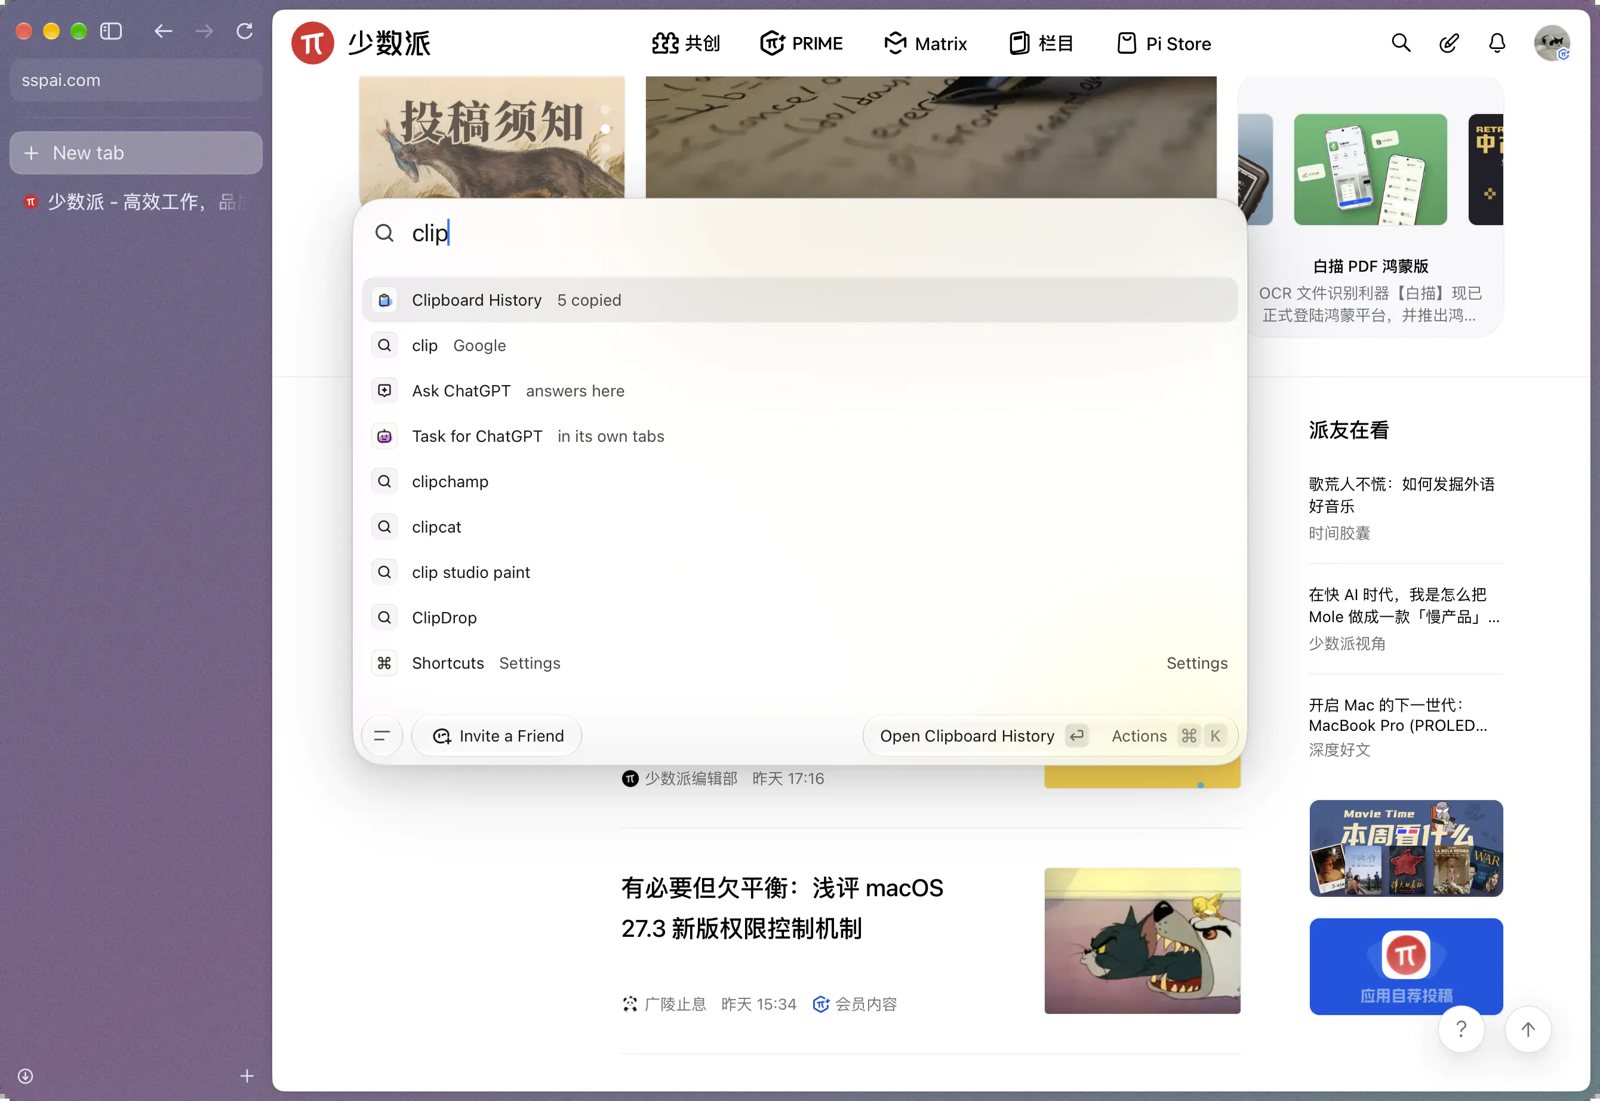 sspai.com
New tab
少数派 - 高效工作，品
少数派
共创
PRIME
Matrix
栏目
Pi Store
投稿须知
白描 PDF 鸿蒙版
OCR 文件识别利器【白描】现已
正式登陆鸿蒙平台，并推出鸿...
clip
Clipboard History 5 copied
clip Google
Ask ChatGPT answers here
Task for ChatGPT in its own tabs
clipchamp
clipcat
clip studio paint
ClipDrop
Shortcuts Settings Settings
Invite a Friend
Open Clipboard History
Actions ⌘ K
少数派编辑部 昨天 17:16
有必要但欠平衡：浅评 macOS
27.3 新版权限控制机制
广陵止息 昨天 15:34 会员内容
派友在看
歌荒人不慌：如何发掘外语
好音乐
时间胶囊
在快 AI 时代，我是怎么把
Mole 做成一款「慢产品」...
少数派视角
开启 Mac 的下一世代：
MacBook Pro (PROLED...
深度好文
Movie Time
本周看什么
WAR
应用自荐投稿
?